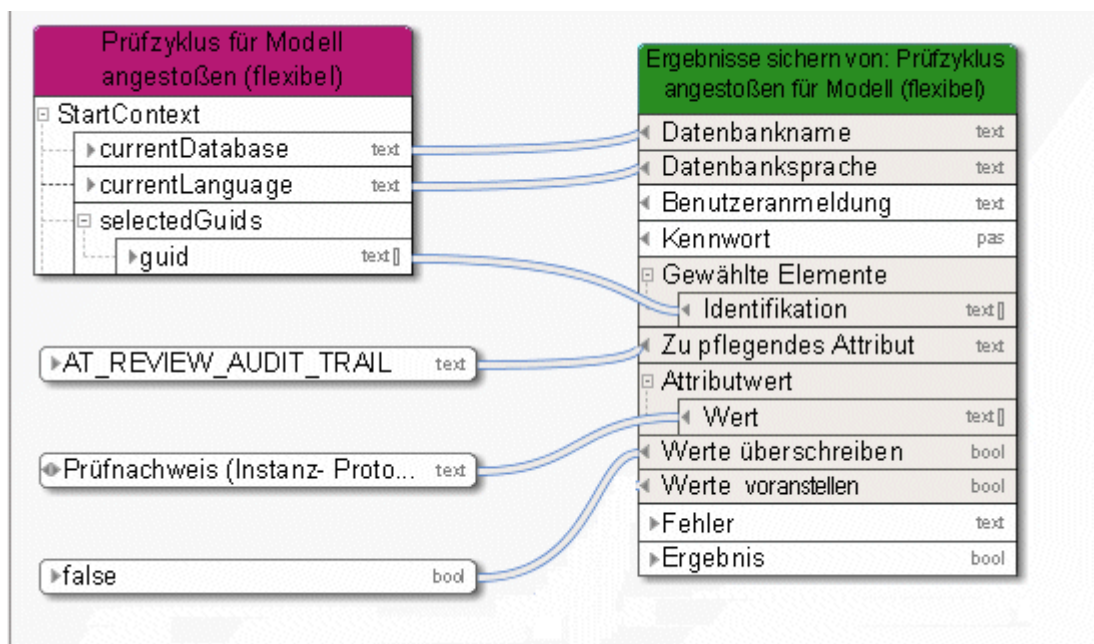 Prüfzyklus für Modell
angestoßen (flexibel)
StartContext
currentDatabase text
currentLanguage text
selectedGuids
guid text[]
AT_REVIEW_AUDIT_TRAIL text
Prüfnachweis (Instanz- Proto... text
false bool
Ergebnisse sichern von: Prüfzyklus
angestoßen für Modell (flexibel)
Datenbankname text
Datenbanksprache text
Benutzeranmeldung text
Kennwort pas
Gewählte Elemente
Identifikation text[]
Zu pflegendes Attribut text
Attributwert
Wert text[]
Werte überschreiben bool
Werte voranstellen bool
Fehler text
Ergebnis bool